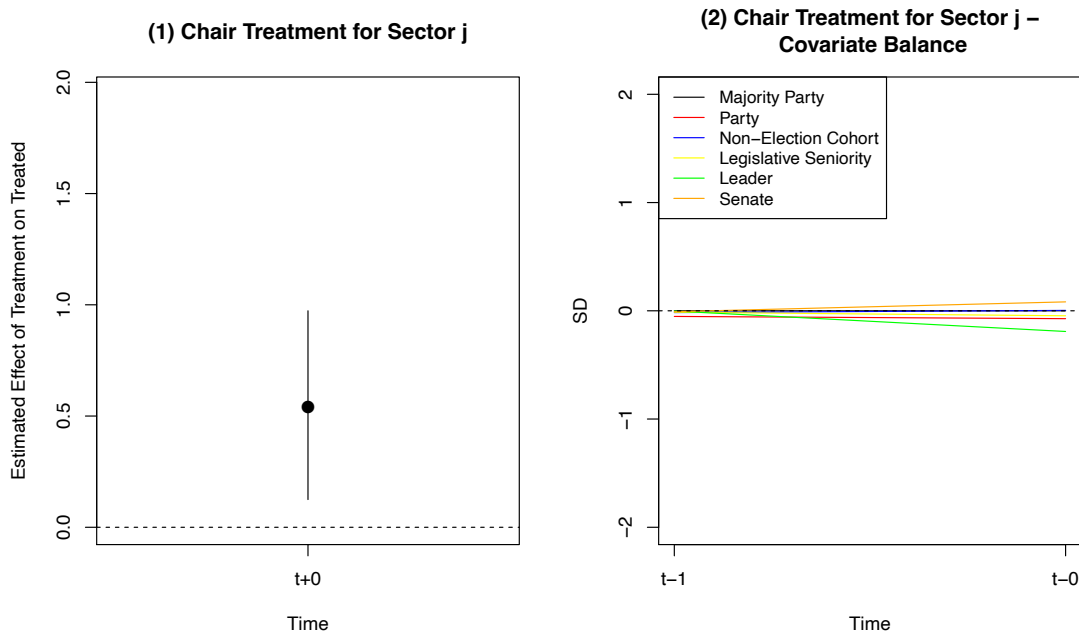 (1) Chair Treatment for Sector j
Estimated Effect of Treatment on Treated
2.0
1.5
1.0
0.5
0.0
t+0
Time
(2) Chair Treatment for Sector j −
Covariate Balance
Majority Party
Party
Non−Election Cohort
Legislative Seniority
Leader
Senate
SD
2
1
0
−1
−2
t−1
t−0
Time